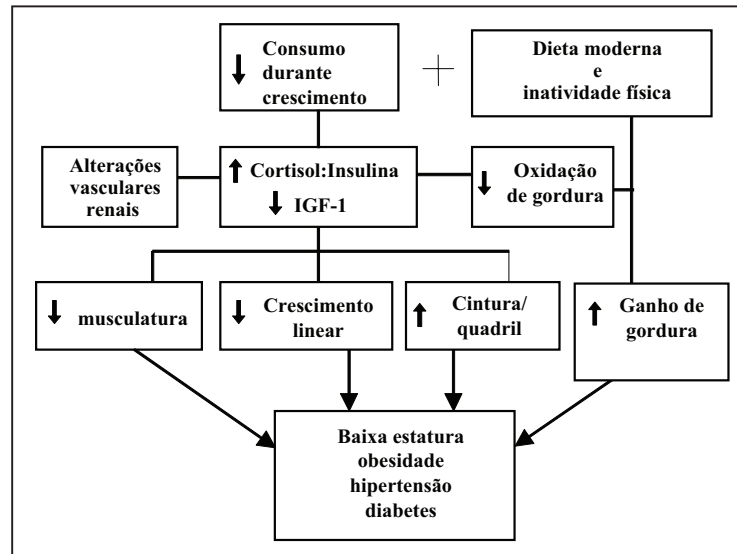 ↓ Consumo
durante
crescimento
+
Dieta moderna
e
inatividade física
Alterações
vasculares
renais
↑ Cortisol:Insulina
↓ IGF-1
↓ Oxidação
de gordura
↓ musculatura
↓ Crescimento
linear
↑ Cintura/
quadril
↑ Ganho de
gordura
Baixa estatura
obesidade
hipertensão
diabetes